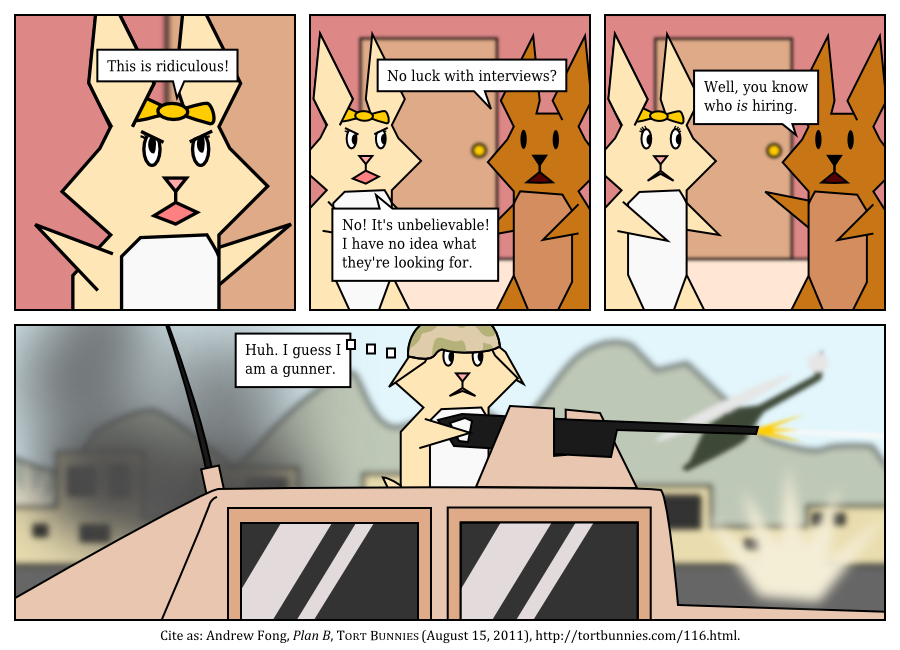 This is ridiculous!
No luck with interviews?
No! It's unbelievable!
I have no idea what
they're looking for.
Well, you know
who is hiring.
Huh. I guess I
am a gunner.
Cite as: Andrew Fong, Plan B, TORT BUNNIES (August 15, 2011), http://tortbunnies.com/116.html.